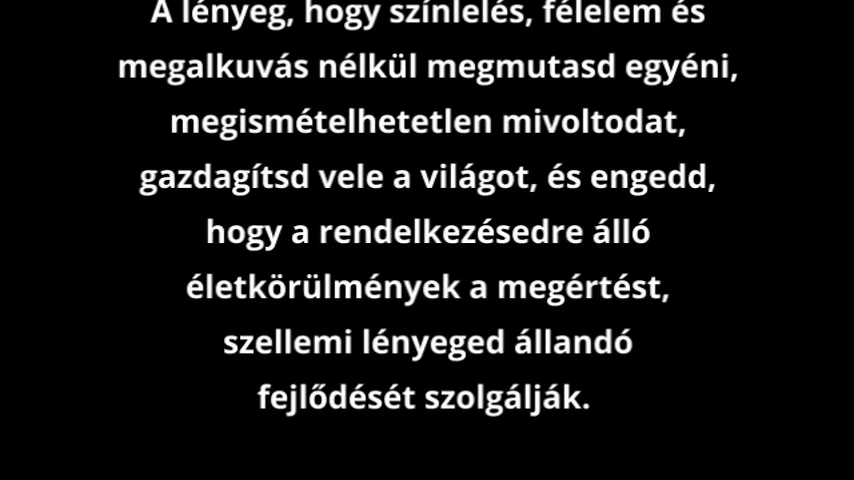 A lényeg, hogy színlelés, félelem és
megalkuvás nélkül megmutasd egyéni,
megismételhetetlen mivoltodat,
gazdagítsd vele a világot, és engedd,
hogy a rendelkezésedre álló
életkörülmények a megértést,
szellemi lényeged állandó
fejlődését szolgálják.